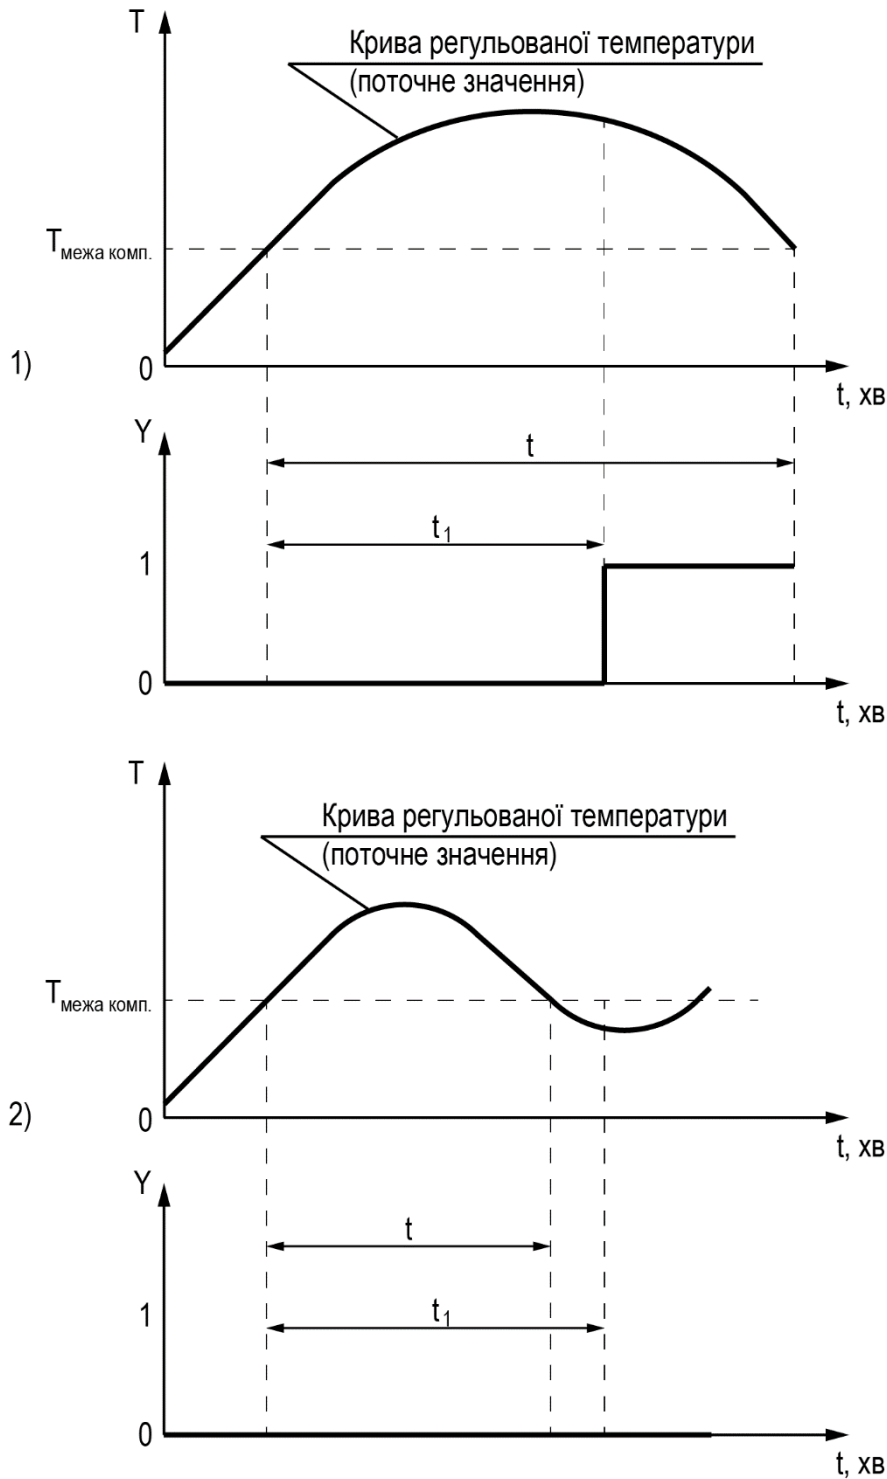 T
Крива регульованої температури
(поточне значення)
Tмежа комп.
1)
0
t, хв
Y
t
t1
1
0
t, хв
T
Крива регульованої температури
(поточне значення)
Tмежа комп.
2)
0
t, хв
Y
t
t1
1
0
t, хв